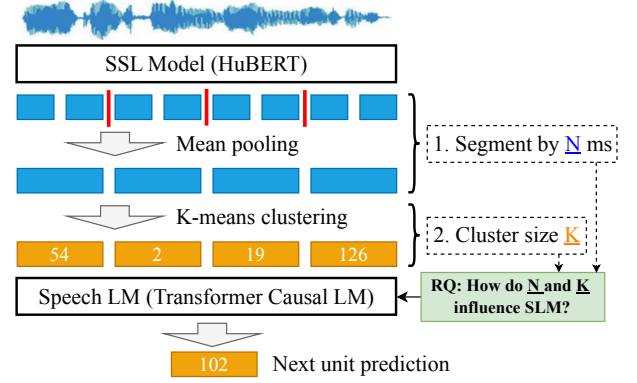 SSL Model (HuBERT)
Mean pooling
1. Segment by N ms
K-means clustering
2. Cluster size K
54 2 19 126
Speech LM (Transformer Causal LM)
RQ: How do N and K
influence SLM?
102
Next unit prediction